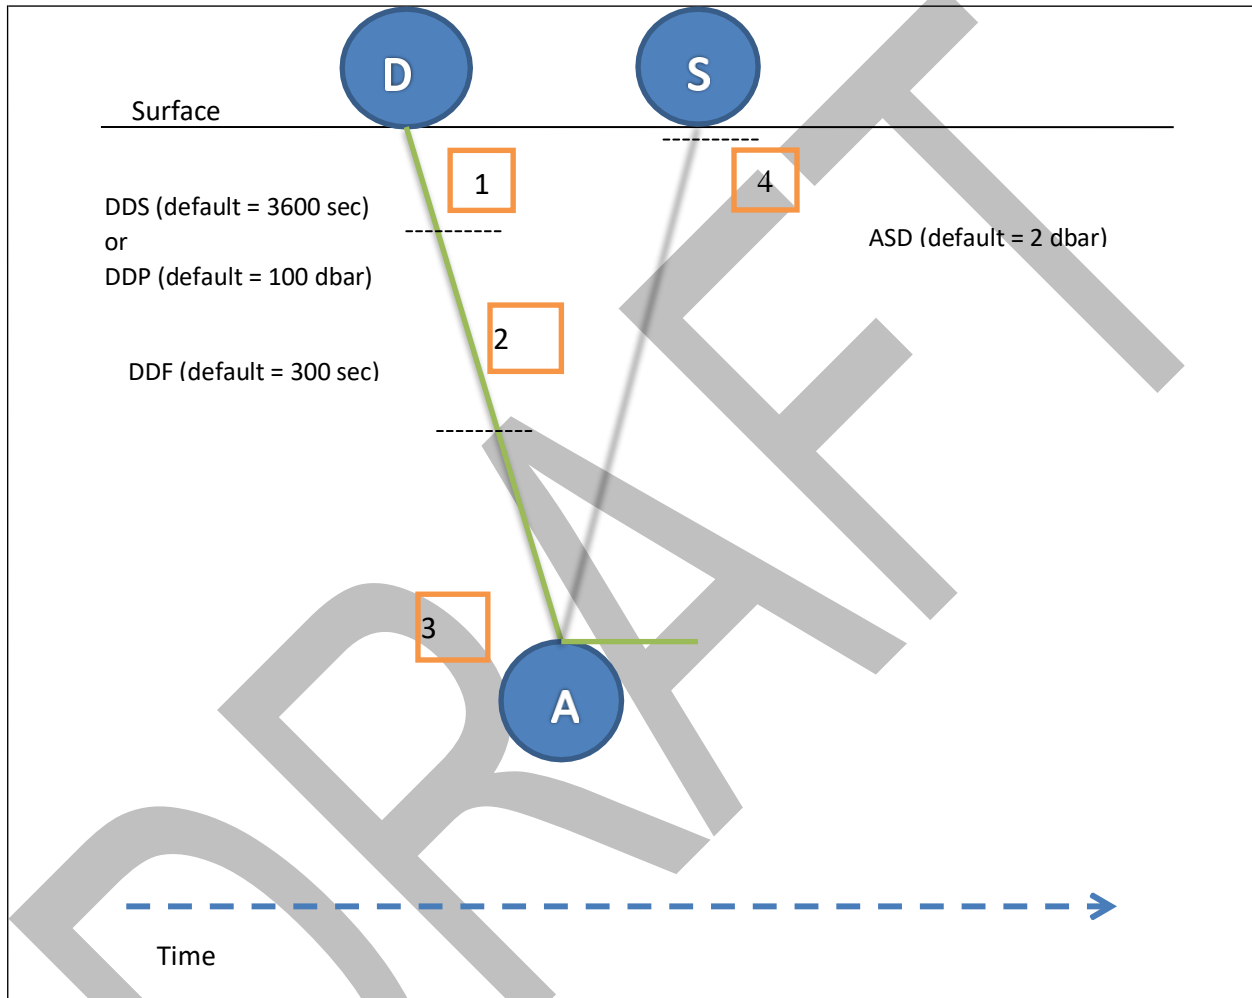 D
S
Surface
1
4
DDS (default = 3600 sec)
or
DDP (default = 100 dbar)
ASD (default = 2 dbar)
2
DDF (default = 300 sec)
3
A
Time
DRAFT